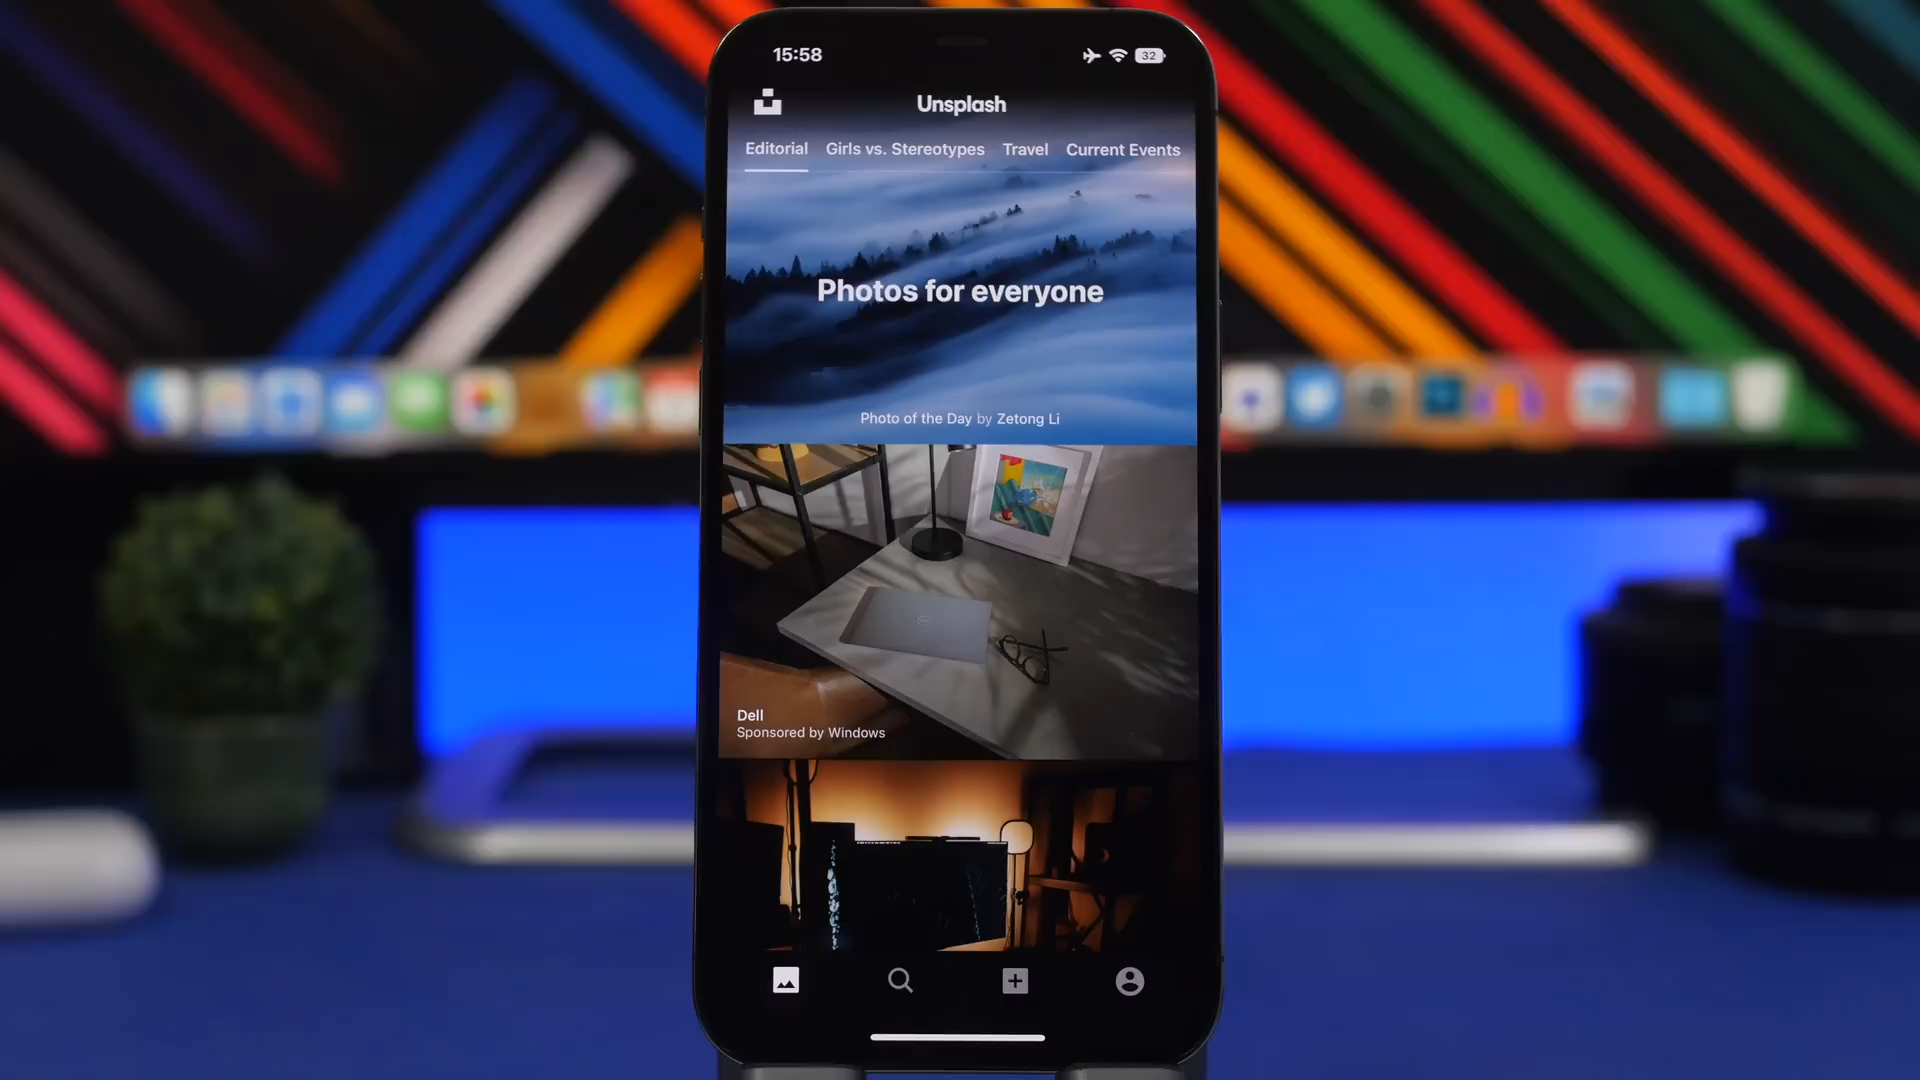 15:58
32
Unsplash
Editorial Girls vs. Stereotypes Travel Current Events
Photos for everyone
Photo of the Day by Zetong Li
Dell
Sponsored by Windows